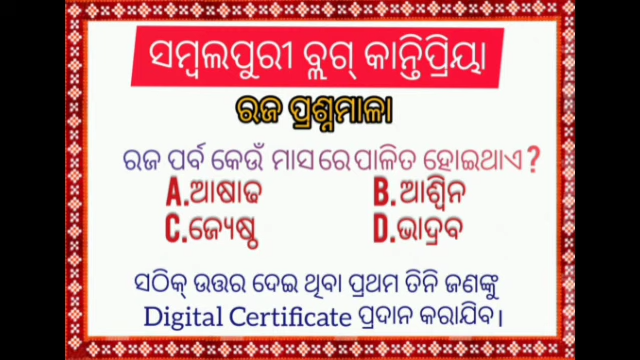 ସମ୍ବଲପୁରୀ ବ୍ଲଗ୍ କାନ୍ତିପ୍ରିୟା
ରଜ ପ୍ରଶ୍ନମାଳା
ରଜ ପର୍ବ କେଉଁ ମାସ ରେ ପାଳିତ ହୋଇଥାଏ ?
A.ଆଷାଢ B. ଆଶ୍ୱିନ
C.ଜ୍ୟେଷ୍ଠ D.ଭାଦ୍ରବ
ସଠିକ୍ ଉତ୍ତର ଦେଇ ଥିବା ପ୍ରଥମ ତିନି ଜଣଙ୍କୁ
Digital Certificate ପ୍ରଦାନ କରାଯିବ।